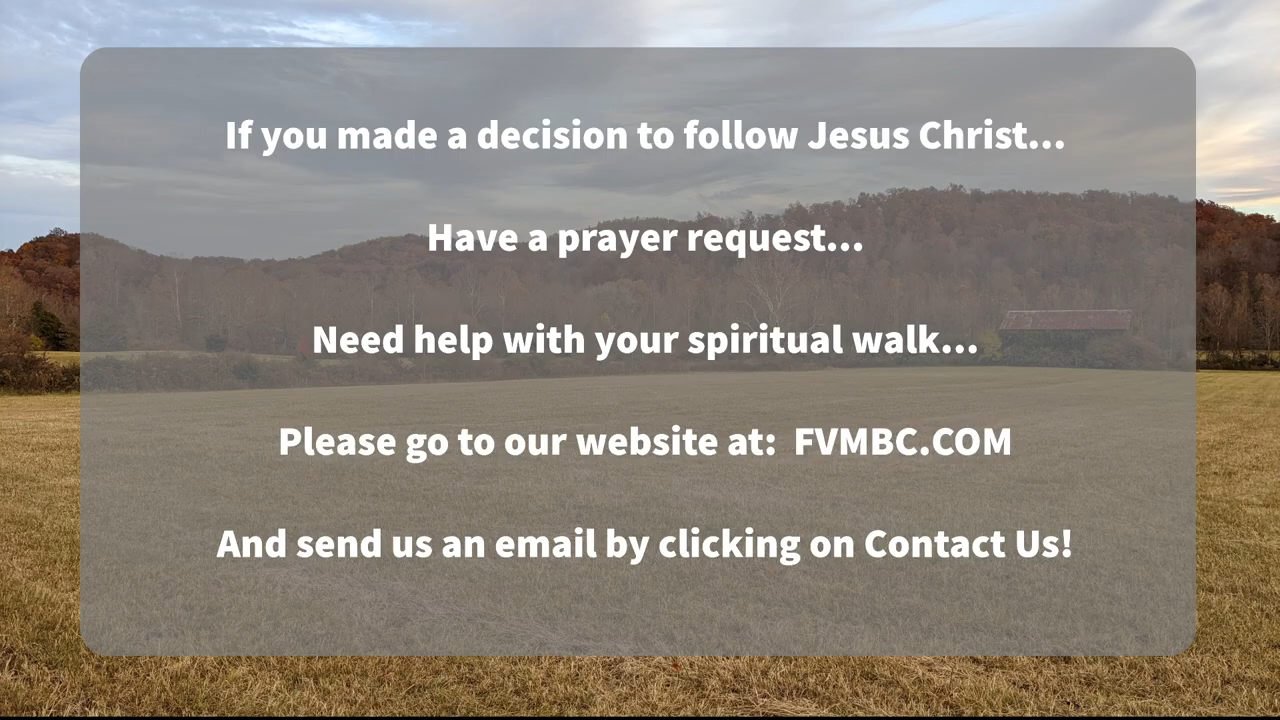 If you made a decision to follow Jesus Christ...
Have a prayer request...
Need help with your spiritual walk...
Please go to our website at:  FVMBC.COM
And send us an email by clicking on Contact Us!